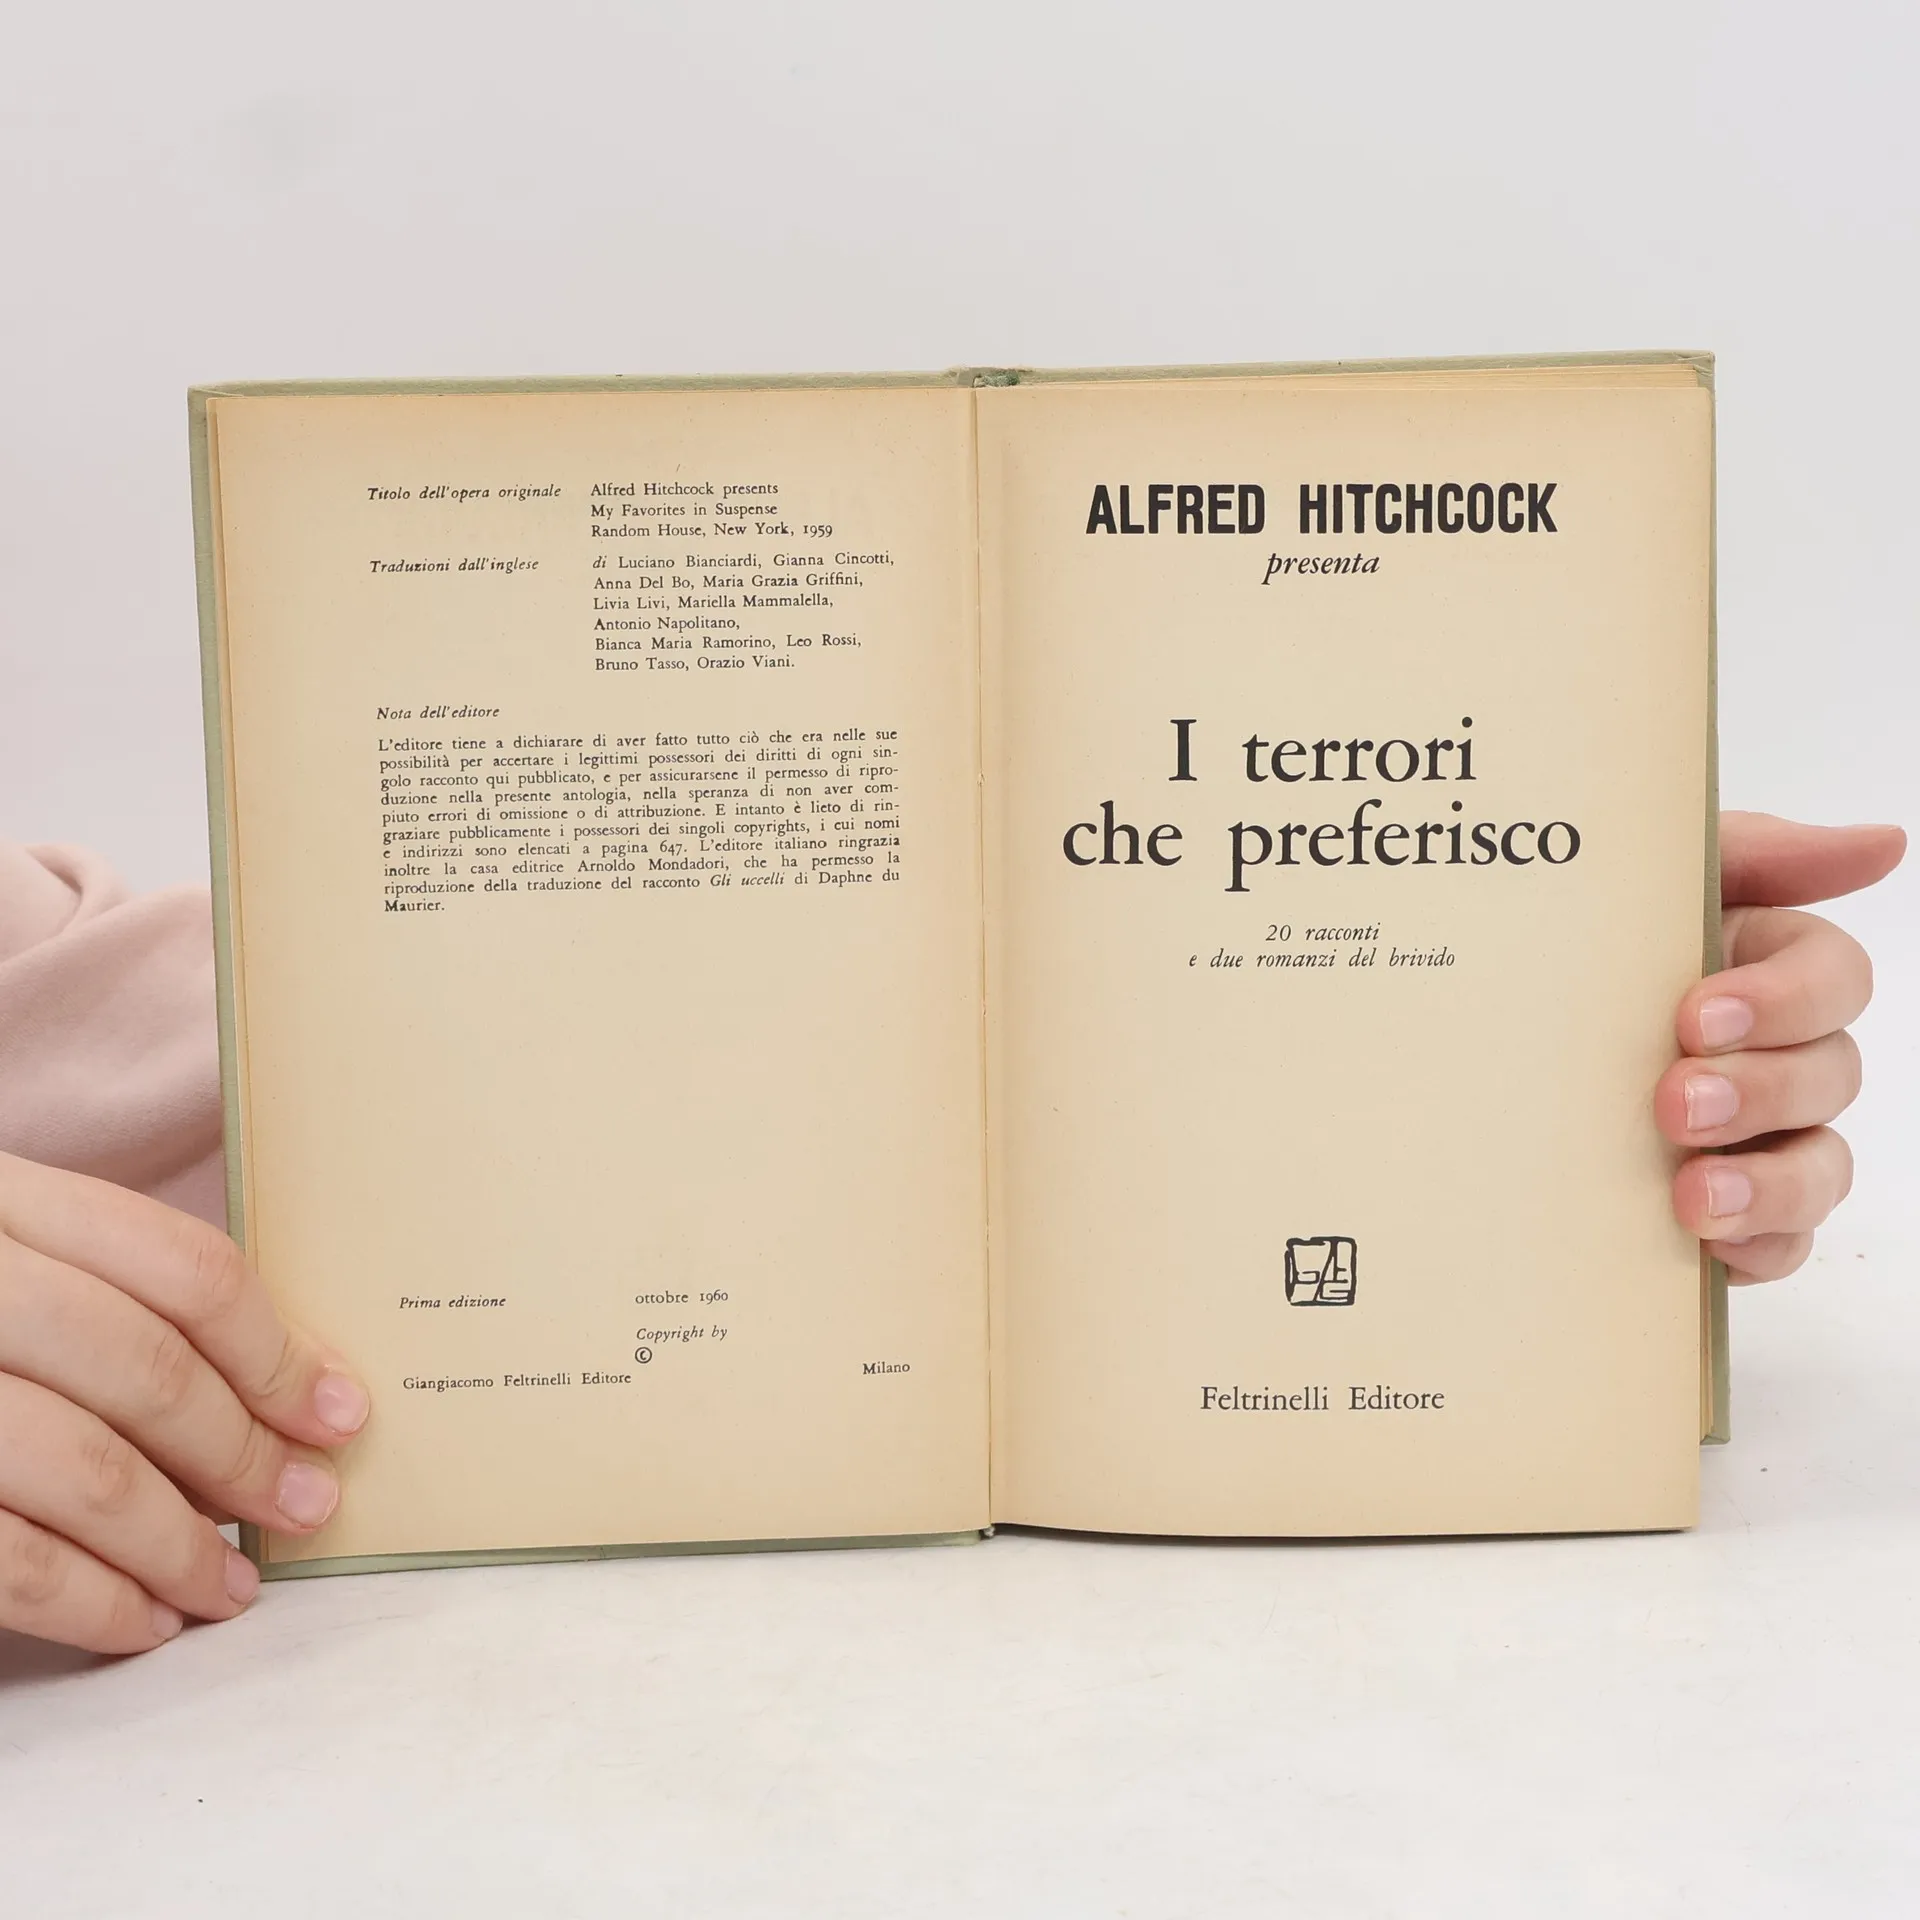 Titolo dell'opera originale Alfred Hitchcock presents
My Favorites in Suspense
Random House, New York, 1959
Traduzioni dall'inglese di Luciano Bianciardi, Gianna Cincotti,
Anna Del Bo, Maria Grazia Griffini,
Livia Livi, Mariella Mammalella,
Antonio Napolitano,
Bianca Maria Ramorino, Leo Rossi,
Bruno Tasso, Orazio Viani.
Nota dell'editore
L'editore tiene a dichiarare di aver fatto tutto ciò che era nelle sue
possibilità per accertare i legittimi possessori dei diritti di ogni sin-
golo racconto qui pubblicato, e per assicurarsene il permesso di ripro-
duzione nella presente antologia, nella speranza di non aver com-
piuto errori di omissione o di attribuzione. E intanto è lieto di rin-
graziare pubblicamente i possessori dei singoli copyrights, i cui nomi
e indirizzi sono elencati a pagina 647. L'editore italiano ringrazia
inoltre la casa editrice Arnoldo Mondadori, che ha permesso la
riproduzione della traduzione del racconto Gli uccelli di Daphne du
Maurier.
Prima edizione ottobre 1960
Copyright by
©
Giangiacomo Feltrinelli Editore Milano
ALFRED HITCHCOCK
presenta
I terrori
che preferisco
20 racconti
e due romanzi del brivido
Feltrinelli Editore